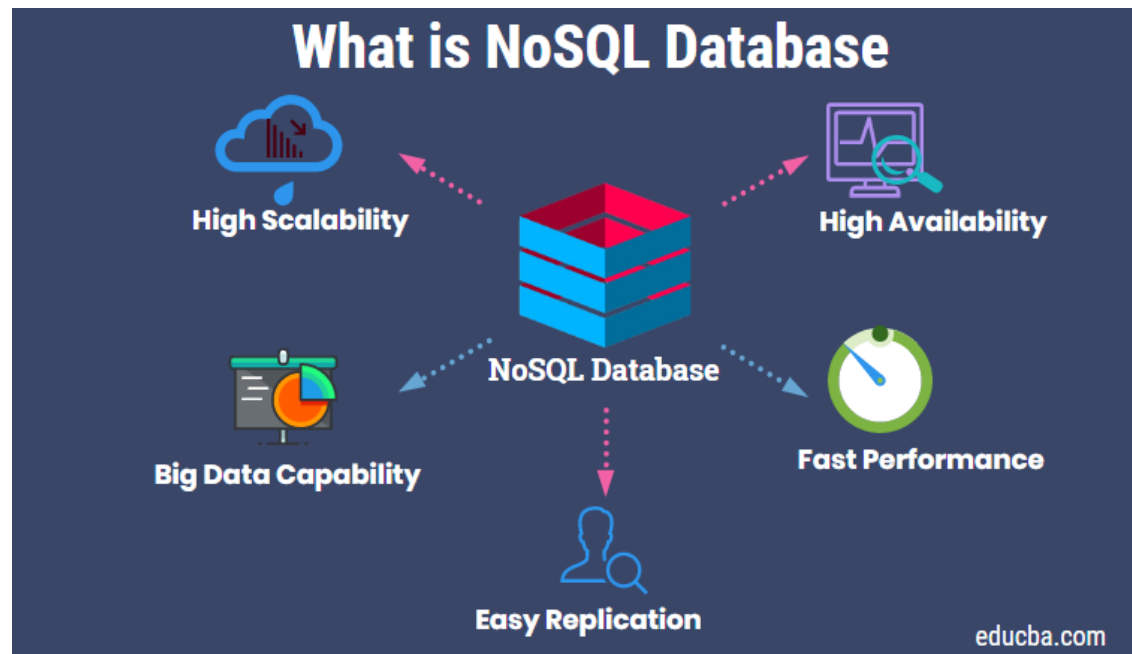 What is NoSQL Database
High Scalability
High Availability
NoSQL Database
Big Data Capability
Fast Performance
Easy Replication
educba.com